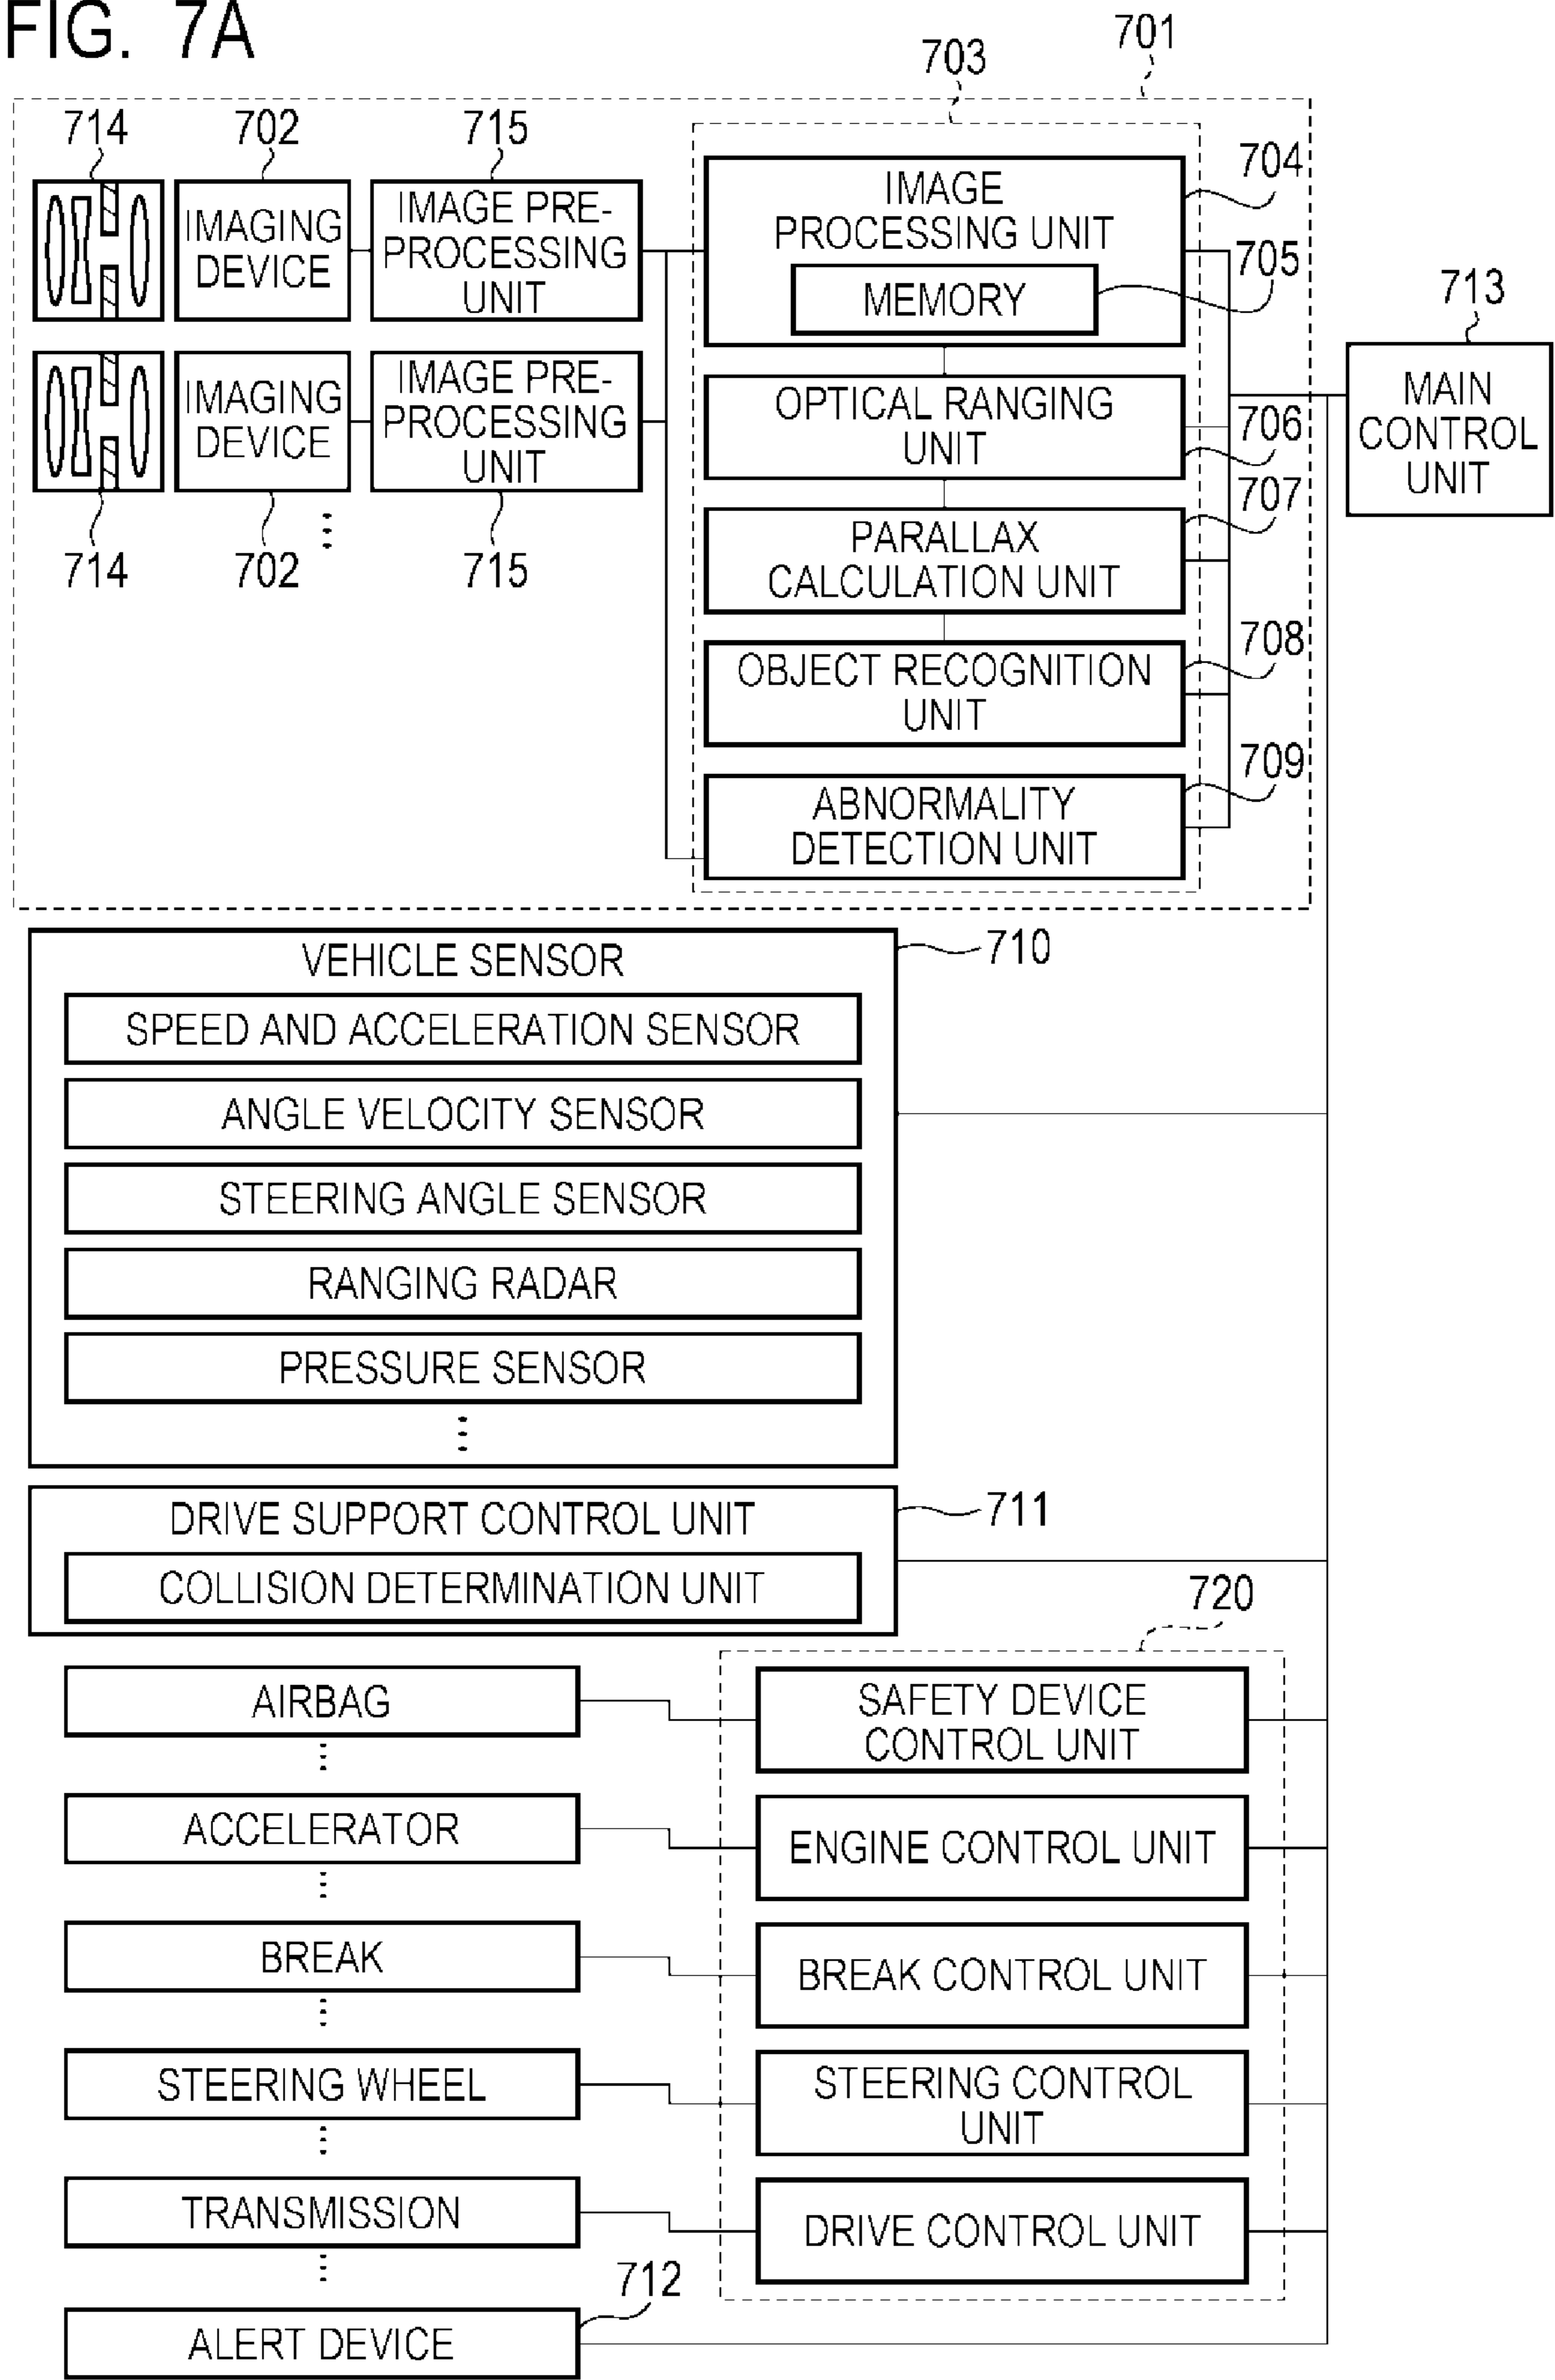 FIG. 7A
701
703
714
702
715
704
IMAGING
DEVICE
IMAGE PRE-
PROCESSING
UNIT
IMAGE
PROCESSING UNIT
705
MEMORY
713
MAIN
CONTROL
UNIT
IMAGING
DEVICE
IMAGE PRE-
PROCESSING
UNIT
OPTICAL RANGING
UNIT
706
714
702
715
707
PARALLAX
CALCULATION UNIT
708
OBJECT RECOGNITION
UNIT
709
ABNORMALITY
DETECTION UNIT
VEHICLE SENSOR
710
SPEED AND ACCELERATION SENSOR
ANGLE VELOCITY SENSOR
STEERING ANGLE SENSOR
RANGING RADAR
PRESSURE SENSOR
DRIVE SUPPORT CONTROL UNIT
711
COLLISION DETERMINATION UNIT
720
AIRBAG
SAFETY DEVICE
CONTROL UNIT
ACCELERATOR
ENGINE CONTROL UNIT
BREAK
BREAK CONTROL UNIT
STEERING WHEEL
STEERING CONTROL
UNIT
TRANSMISSION
DRIVE CONTROL UNIT
712
ALERT DEVICE